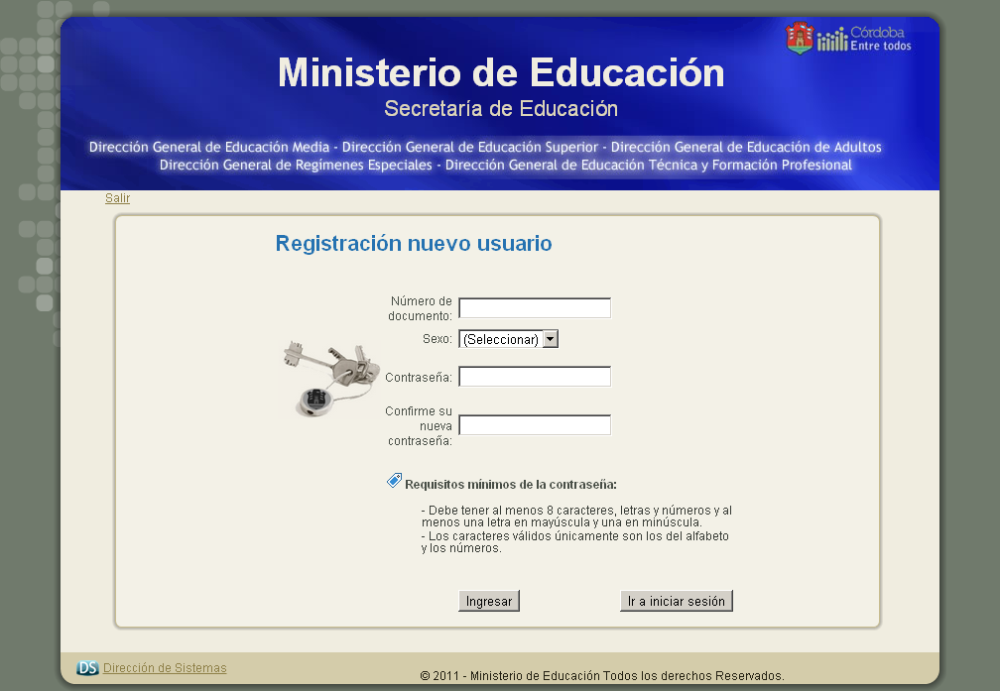 Córdoba
Entre todos
Ministerio de Educación
Secretaría de Educación
Dirección General de Educación Media - Dirección General de Educación Superior - Dirección General de Educación de Adultos
Dirección General de Regímenes Especiales - Dirección General de Educación Técnica y Formación Profesional
Salir
Registración nuevo usuario
Número de
documento:
Sexo: (Seleccionar)
Contraseña:
Confirme su
nueva
contraseña:
Requisitos mínimos de la contraseña:
- Debe tener al menos 8 caracteres, letras y números y al
menos una letra en mayúscula y una en minúscula.
- Los caracteres válidos únicamente son los del alfabeto
y los números.
Ingresar Ir a iniciar sesión
DS Dirección de Sistemas
© 2011 - Ministerio de Educación Todos los derechos Reservados.